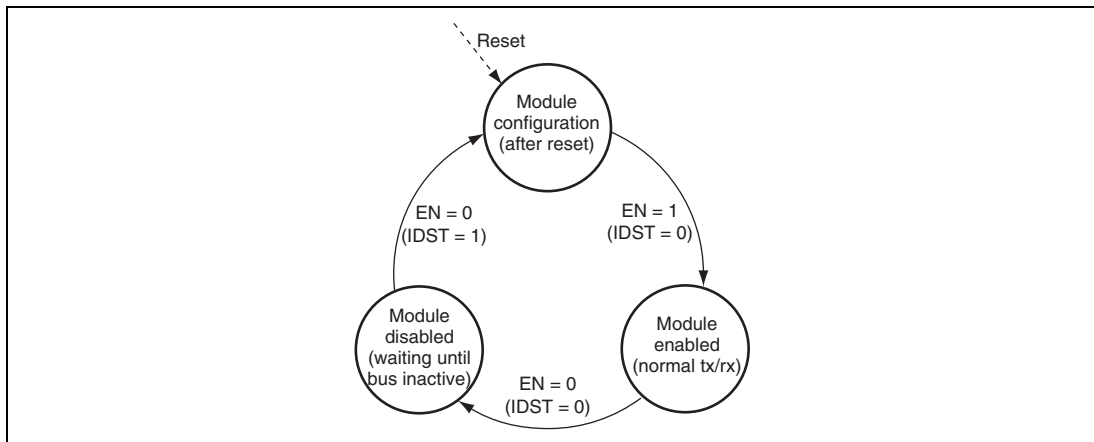 Reset
Module
configuration
(after reset)
EN = 0
(IDST = 1)
EN = 1
(IDST = 0)
Module
disabled
(waiting until
bus inactive)
Module
enabled
(normal tx/rx)
EN = 0
(IDST = 0)